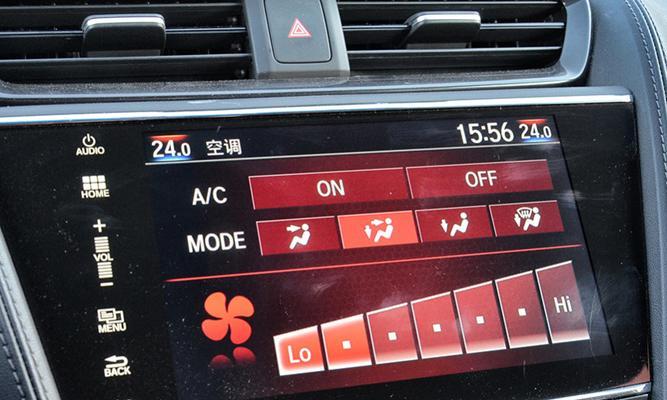 AUDIO
HOME
+
VOL
−
MENU
BACK
24.0 空调 15:56 24.0
A/C ON OFF
MODE
Lo Hi